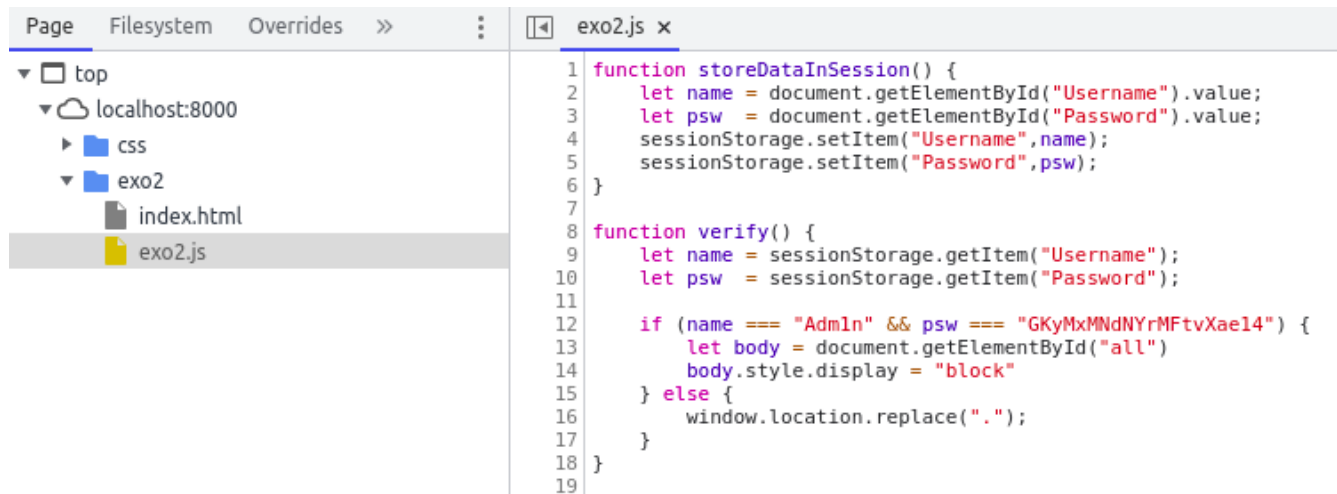 Page Filesystem Overrides »
top
localhost:8000
css
exo2
index.html
exo2.js
exo2.js ×
1 function storeDataInSession() {
2     let name = document.getElementById("Username").value;
3     let psw  = document.getElementById("Password").value;
4     sessionStorage.setItem("Username",name);
5     sessionStorage.setItem("Password",psw);
6 }
7
8 function verify() {
9     let name = sessionStorage.getItem("Username");
10     let psw  = sessionStorage.getItem("Password");
11
12     if (name === "Adm1n" && psw === "GKyMxMNdNYrMFtvXae14") {
13         let body = document.getElementById("all")
14         body.style.display = "block"
15     } else {
16         window.location.replace(".");
17     }
18 }
19